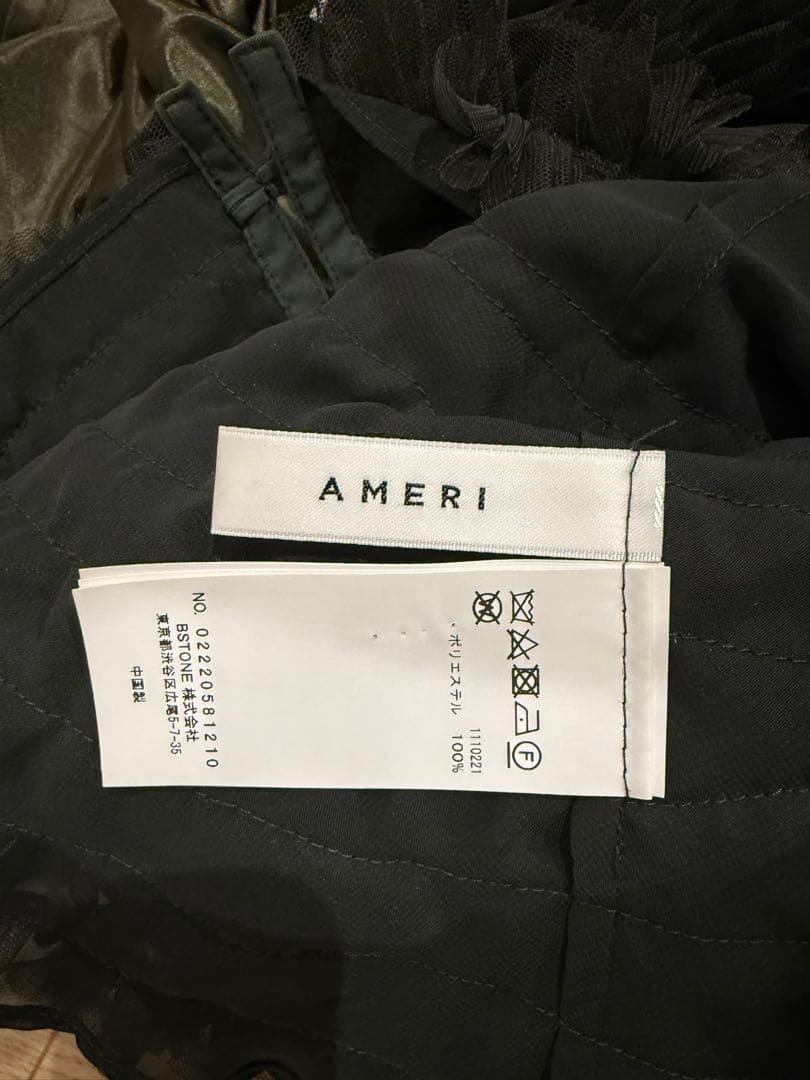 AMERI
1110221
・ポリエステル 100%
NO. 02220581210
BSTONE 株式会社
東京都渋谷区広尾5-7-35
中国製